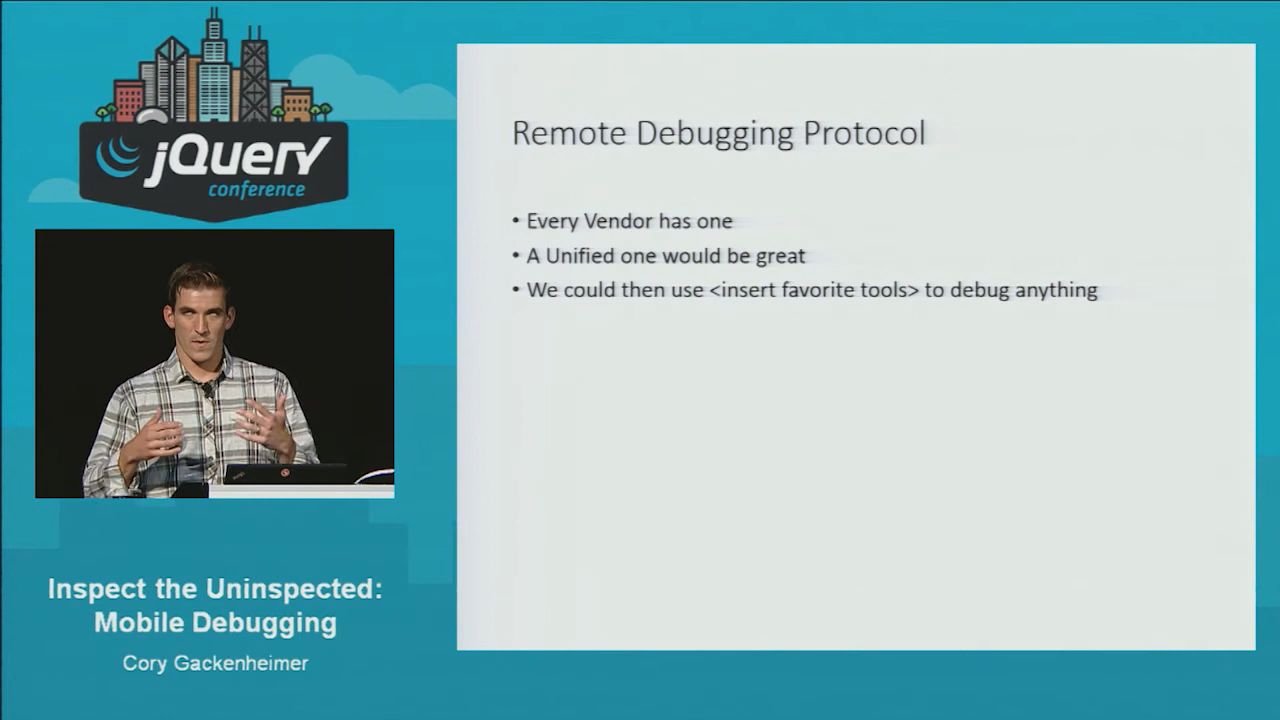 jQuery
conference
Inspect the Uninspected:
Mobile Debugging
Cory Gackenheimer
Remote Debugging Protocol
• Every Vendor has one
• A Unified one would be great
• We could then use <insert favorite tools> to debug anything